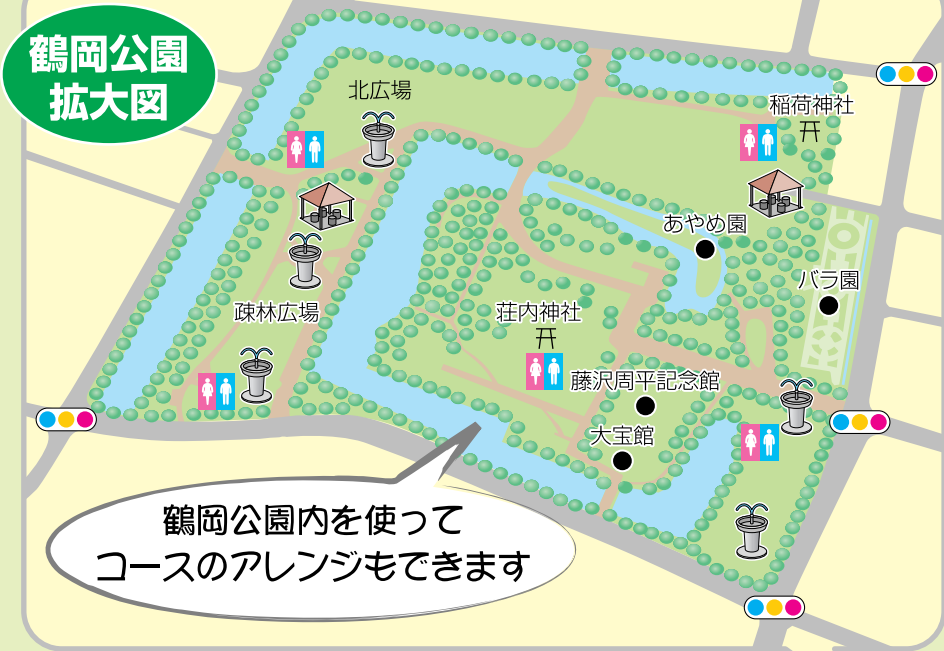 鶴岡公園
拡大図
北広場
稲荷神社
あやめ園
バラ園
疎林広場
荘内神社
藤沢周平記念館
大宝館
鶴岡公園内を使って
コースのアレンジもできます